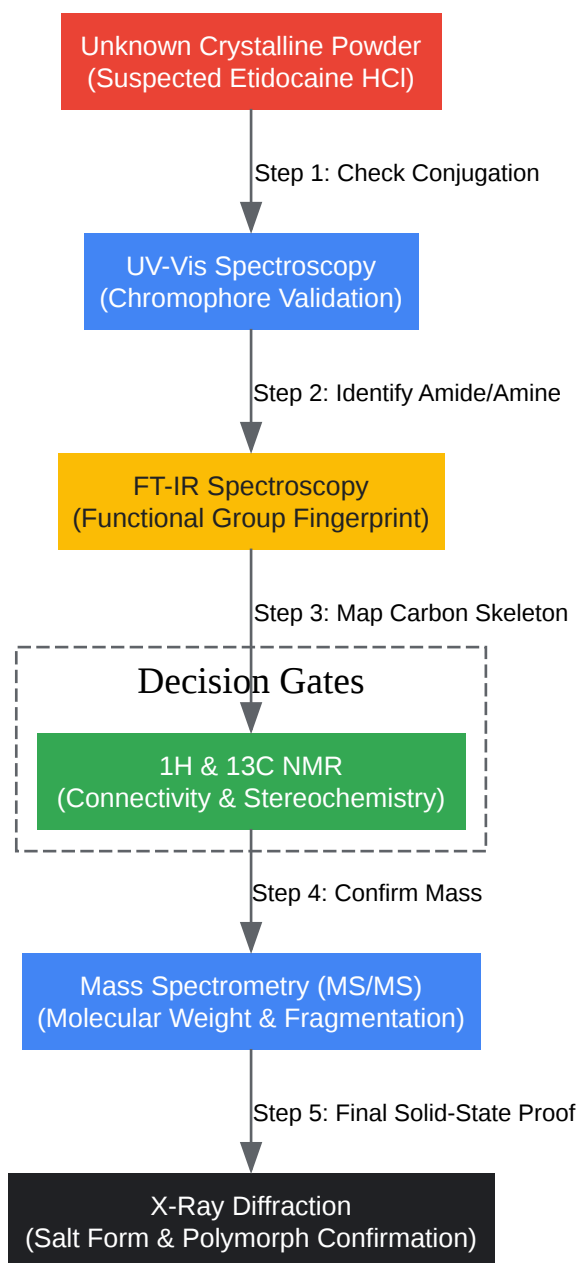 Unknown Crystalline Powder
(Suspected Etidocaine HCl)
Step 1: Check Conjugation
UV-Vis Spectroscopy
(Chromophore Validation)
Step 2: Identify Amide/Amine
FT-IR Spectroscopy
(Functional Group Fingerprint)
Step 3: Map Carbon Skeleton
Decision Gates
1H & 13C NMR
(Connectivity & Stereochemistry)
Step 4: Confirm Mass
Mass Spectrometry (MS/MS)
(Molecular Weight & Fragmentation)
Step 5: Final Solid-State Proof
X-Ray Diffraction
(Salt Form & Polymorph Confirmation)